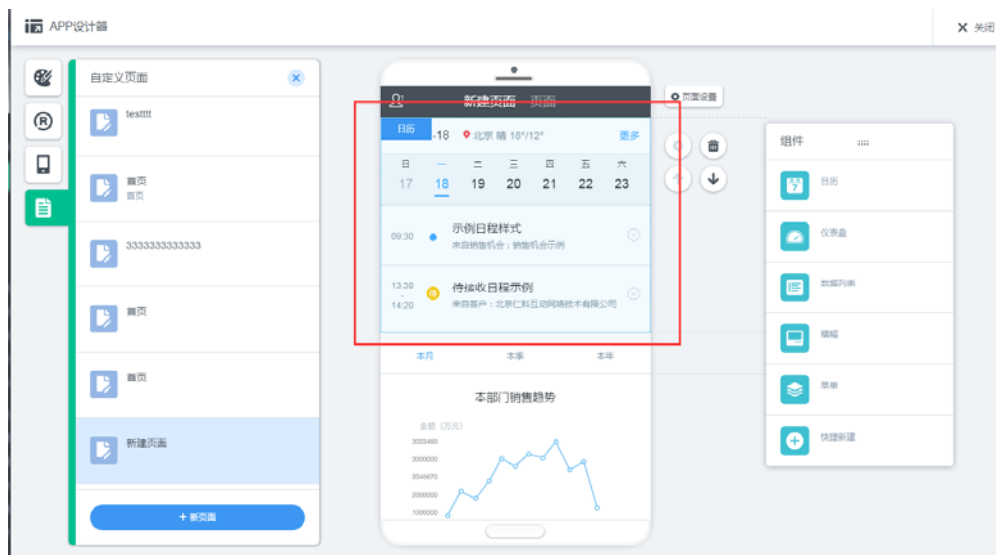 APP设计器
关闭
自定义页面
testttt
首页
首页
3333333333333
首页
首页
新建页面
+ 新页面
新建页面 页面
日历
-18 北京 晴 18°/12° 更多
日 一 二 三 四 五 六
17 18 19 20 21 22 23
09:30 示例日程样式
来自销售机会：销售机会示例
13:30 - 14:20 待接收日程示例
来自客户：北京仁科互动网络技术有限公司
本月 本季 本年
本部门销售趋势
金额（万元）
3000000
2000000
1000000
页面设置
组件
日历
仪表盘
数据列表
横幅
菜单
快捷新建